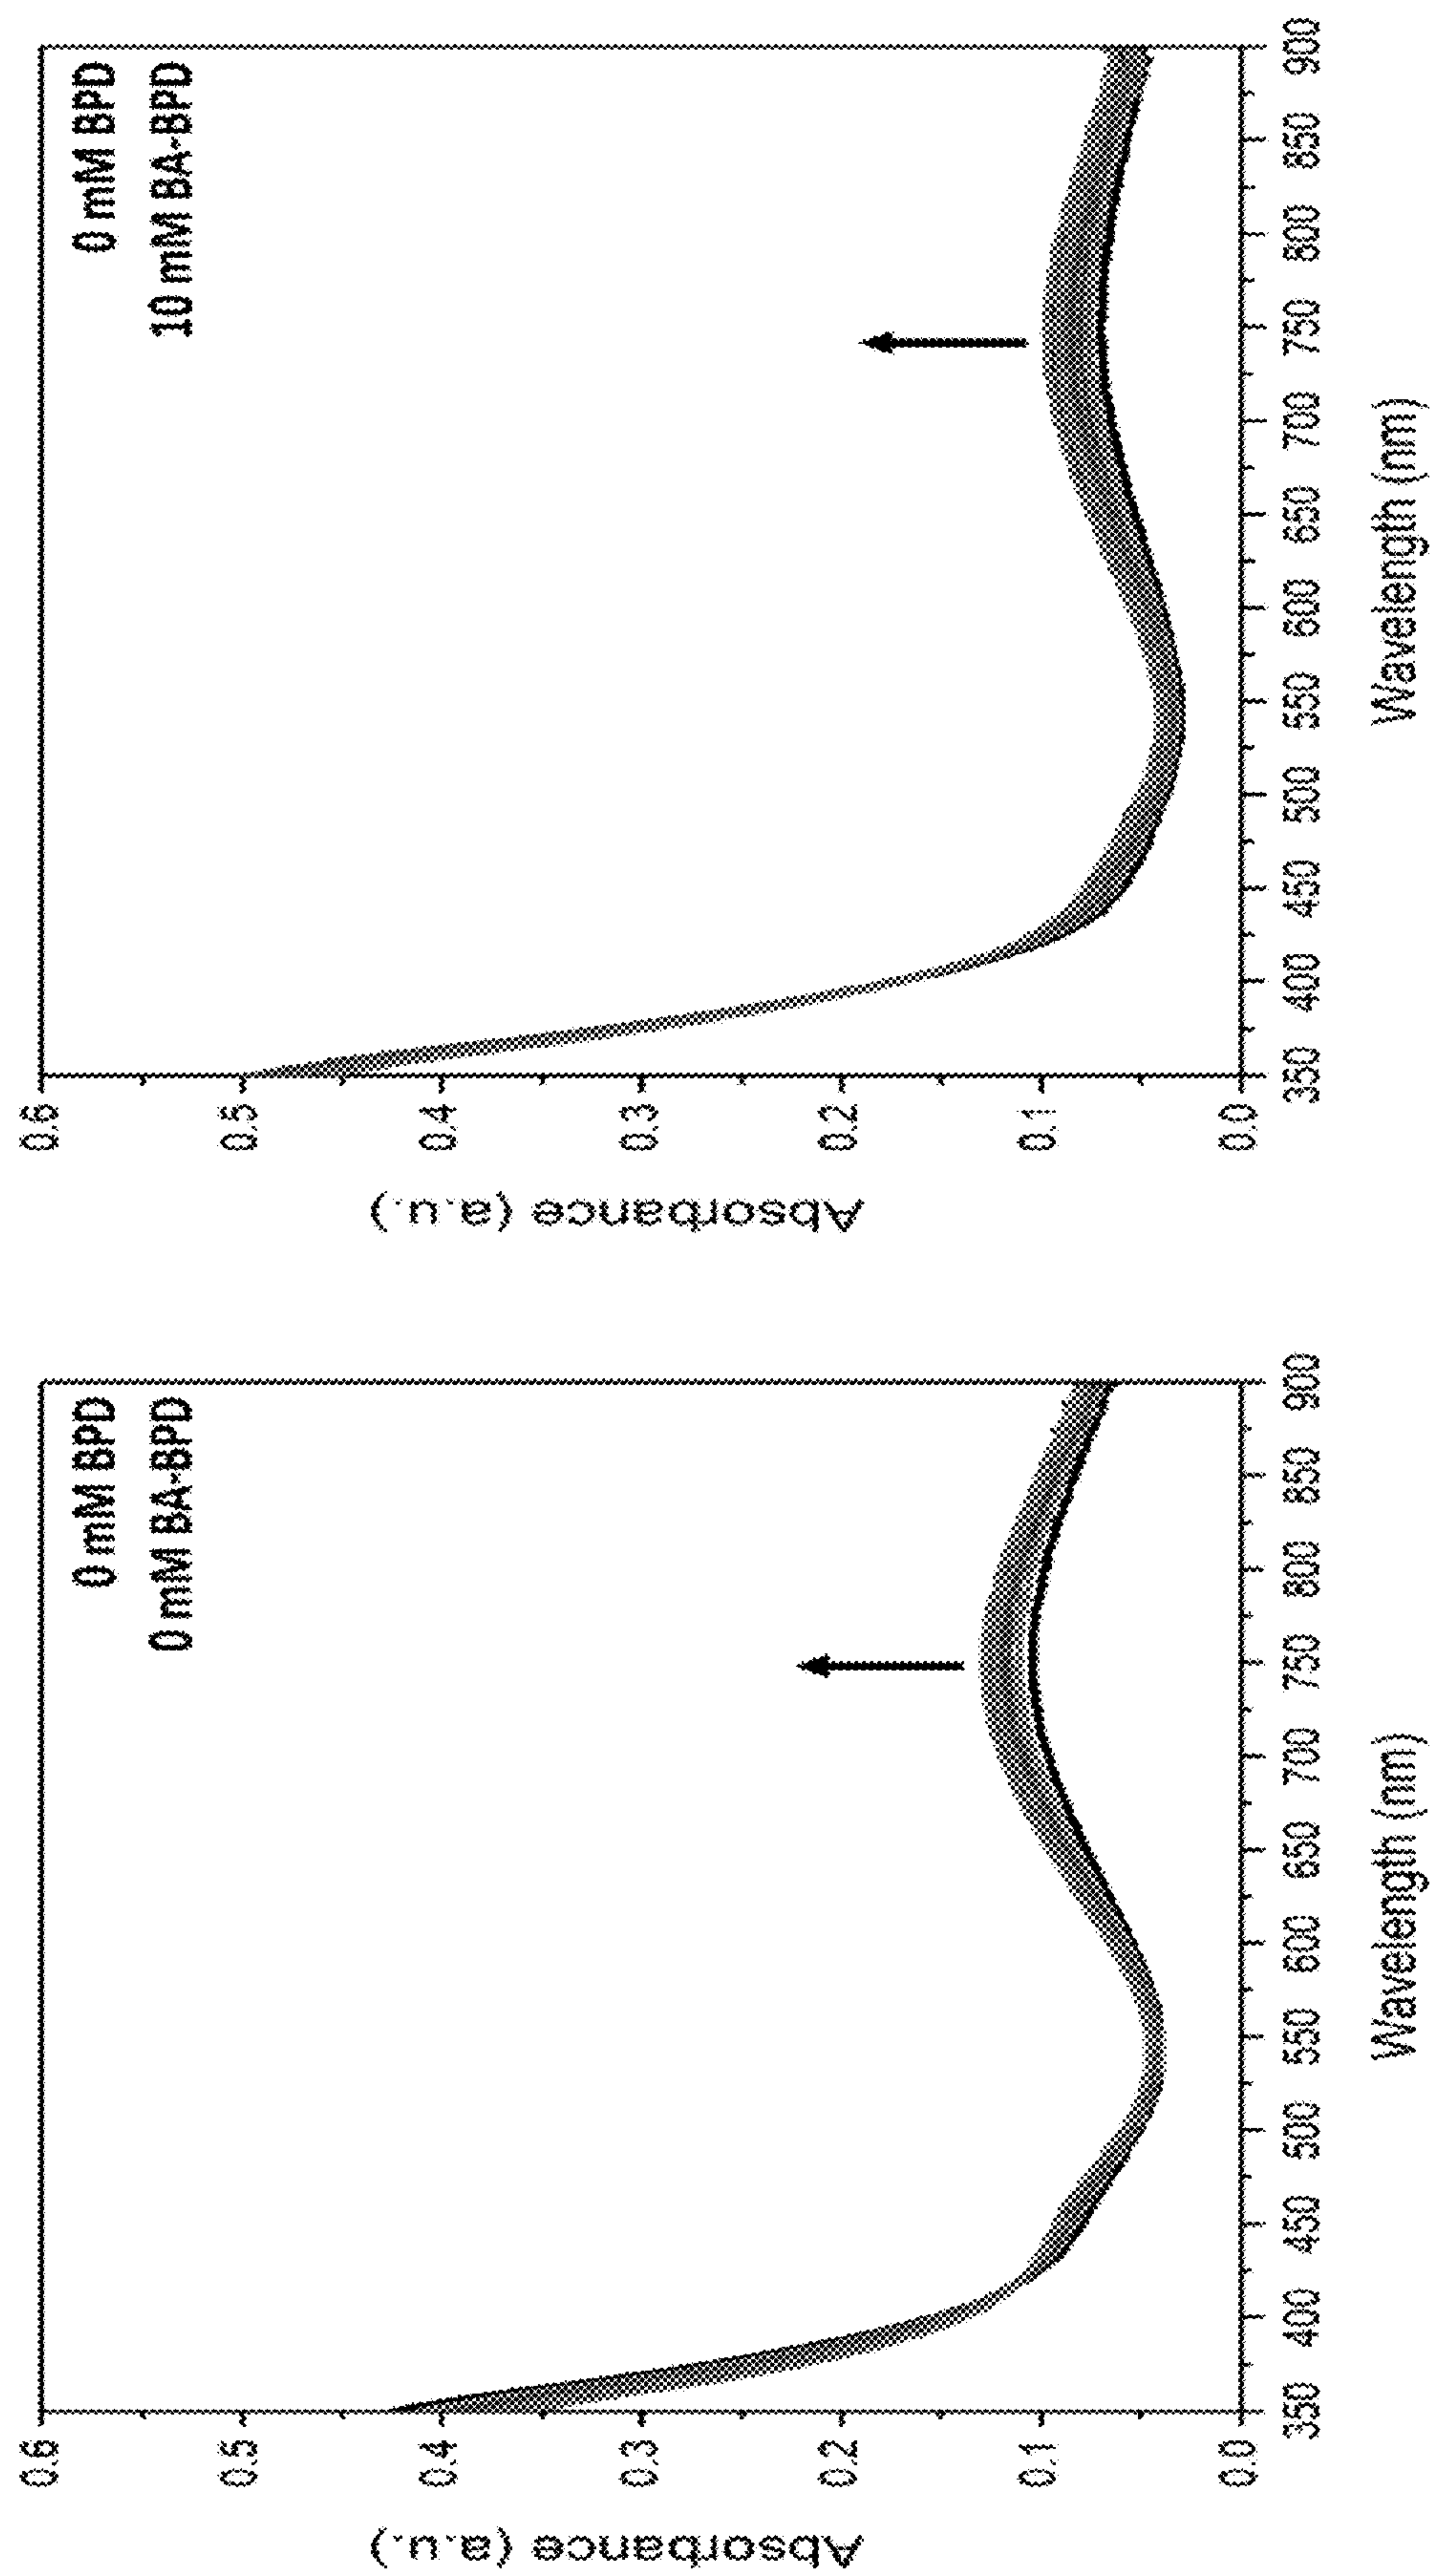 0 mM BPD
0 mM BA-BPD
Absorbance (a.u.)
0.6
0.5
0.4
0.3
0.2
0.1
0.0
350 400 450 500 550 600 650 700 750 800 850 900
Wavelength (nm)
0 mM BPD
10 mM BA-BPD
Absorbance (a.u.)
0.6
0.5
0.4
0.3
0.2
0.1
0.0
350 400 450 500 550 600 650 700 750 800 850 900
Wavelength (nm)